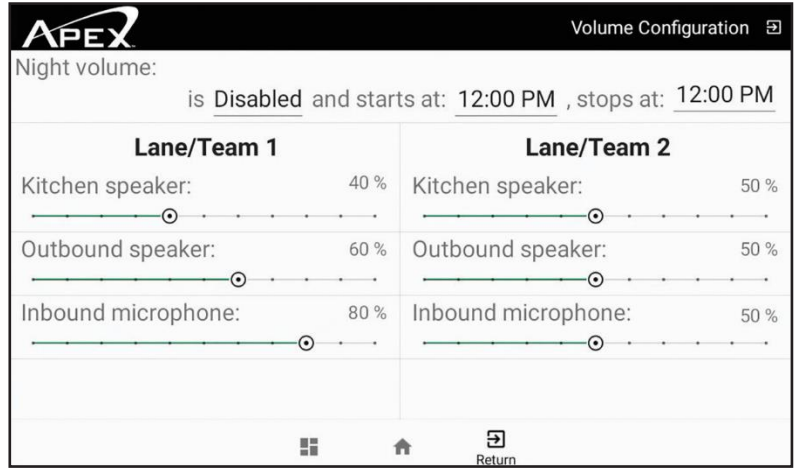 APEX
Volume Configuration
Night volume:
is Disabled and starts at: 12:00 PM , stops at: 12:00 PM
Lane/Team 1
Lane/Team 2
Kitchen speaker: 40 %
Kitchen speaker: 50 %
Outbound speaker: 60 %
Outbound speaker: 50 %
Inbound microphone: 80 %
Inbound microphone: 50 %
Return